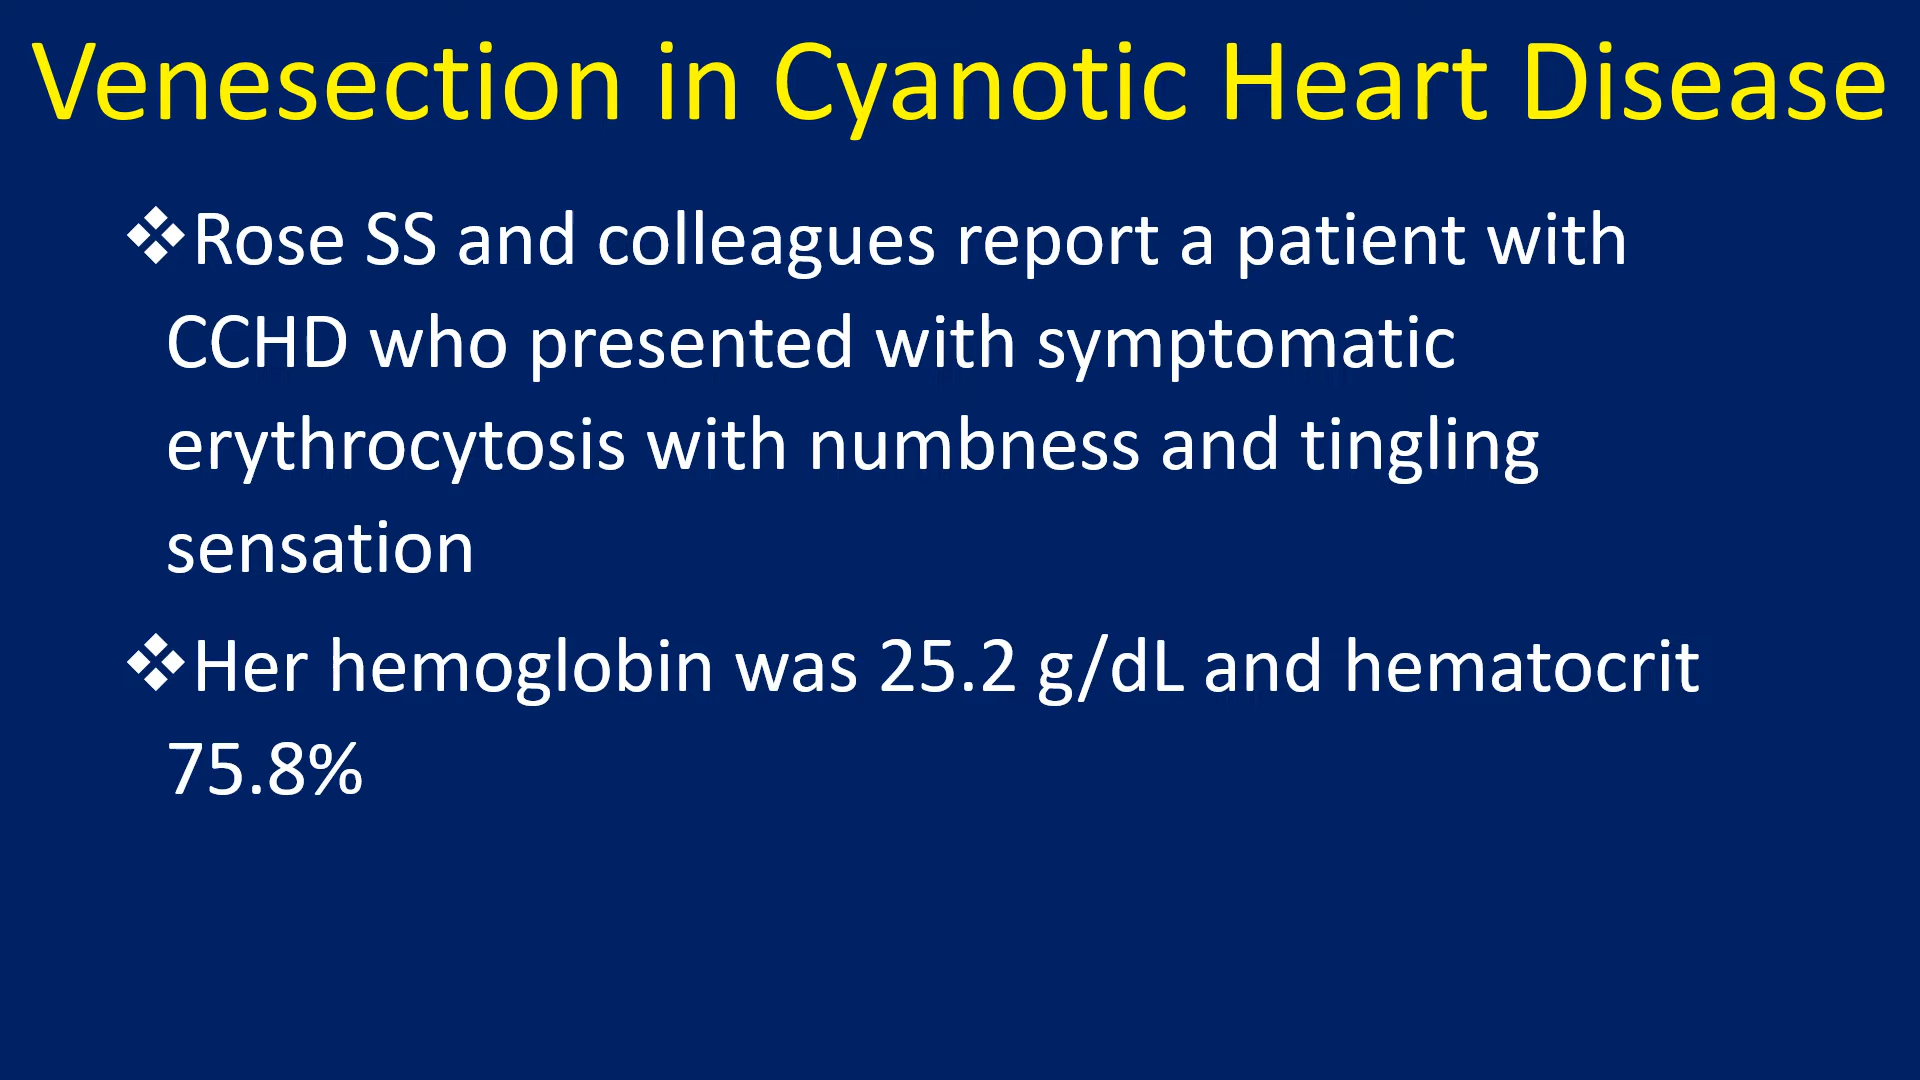 Venesection in Cyanotic Heart Disease
❖Rose SS and colleagues report a patient with
CCHD who presented with symptomatic
erythrocytosis with numbness and tingling
sensation
❖Her hemoglobin was 25.2 g/dL and hematocrit
75.8%